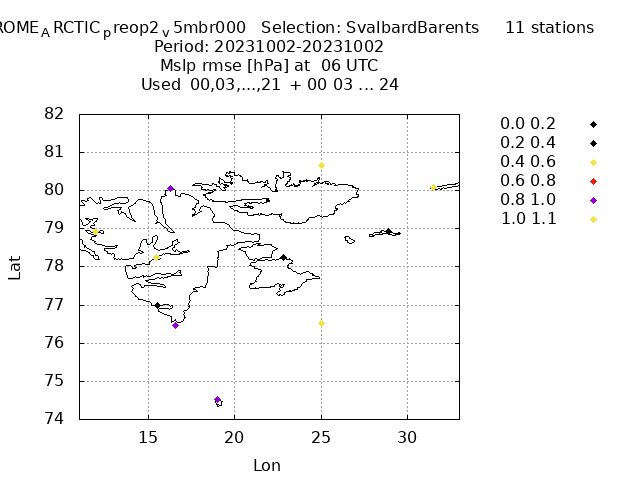 ROME A RCTIC p reop2 v 5mbr000 Selection: SvalbardBarents 11 stations
Period: 20231002-20231002
Mslp rmse [hPa] at 06 UTC
Used 00,03,...,21 + 00 03 ... 24
82
81
80
79
78
77
76
75
74
Lat
15 20 25 30
Lon
0.0 0.2
0.2 0.4
0.4 0.6
0.6 0.8
0.8 1.0
1.0 1.1